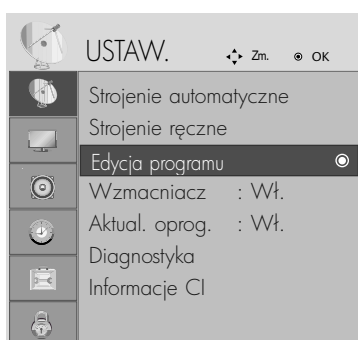 USTAW. Zm. OK
Strojenie automatyczne
Strojenie ręczne
Edycja programu
Wzmacniacz : Wł.
Aktual. oprog. : Wł.
Diagnostyka
Informacje CI